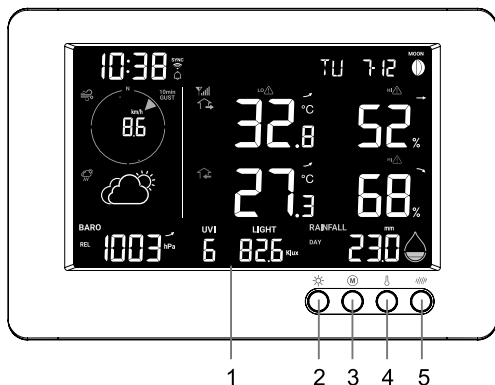 10:38 SYNC TU 7-12 MOON
N 10min GUST
km/h
8.6
LO HI
32.8 °C 52 %
HI
27.3 °C 68 %
BARO UVI LIGHT RAINFALL mm
REL 1003 hPa 6 82.6 Klux DAY 23.0
M
1 2 3 4 5